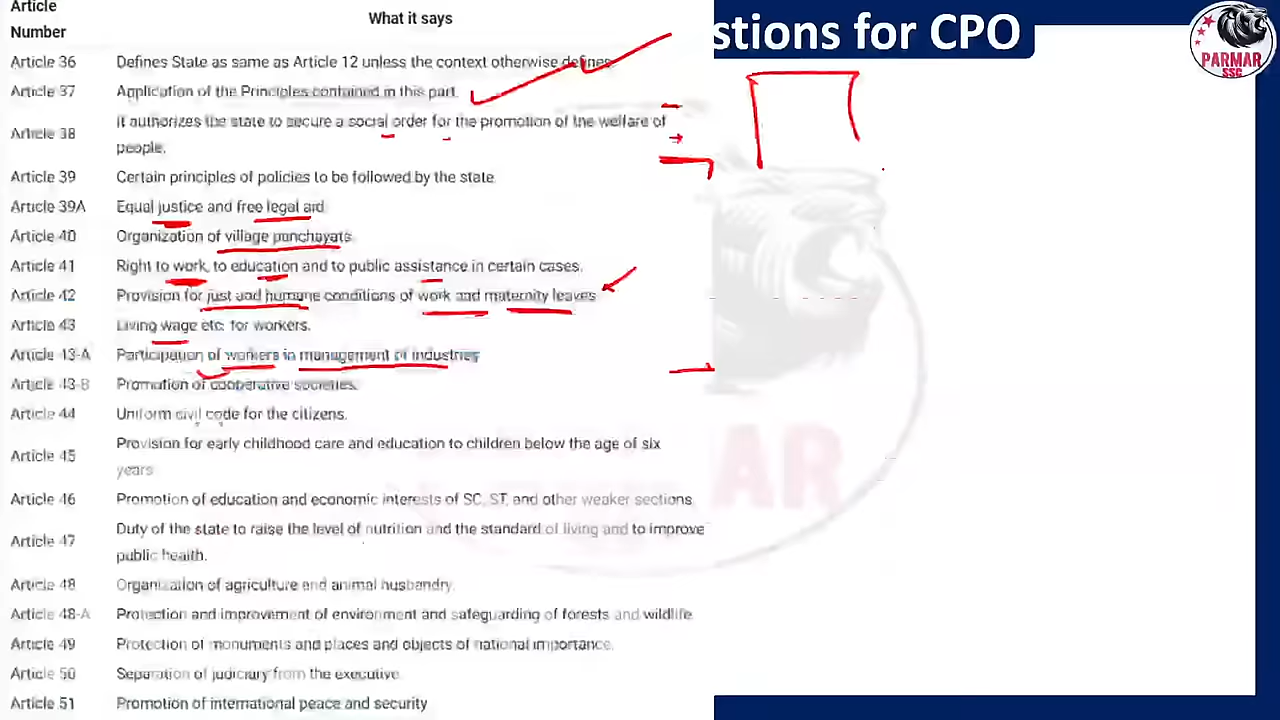 Article
Number
What it says
stions for CPO
PARMAR
SSC
Article 36 Defines State as same as Article 12 unless the context otherwise defines.
Article 37 Application of the Principles contained in this part.
Article 38 It authorizes the state to secure a social order for the promotion of the welfare of
people.
Article 39 Certain principles of policies to be followed by the state.
Article 39A Equal justice and free legal aid
Article 40 Organization of village panchayats.
Article 41 Right to work, to education and to public assistance in certain cases.
Article 42 Provision for just and humane conditions of work and maternity leaves
Article 43 Living wage etc. for workers.
Article 43-A Participation of workers in management of industries
Article 43-B Promotion of cooperative societies.
Article 44 Uniform civil code for the citizens.
Article 45 Provision for early childhood care and education to children below the age of six
years
Article 46 Promotion of education and economic interests of SC, ST, and other weaker sections
Article 47 Duty of the state to raise the level of nutrition and the standard of living and to improve
public health.
Article 48 Organization of agriculture and animal husbandry.
Article 48-A Protection and improvement of environment and safeguarding of forests and wildlife
Article 49 Protection of monuments and places and objects of national importance.
Article 50 Separation of judiciary from the executive.
Article 51 Promotion of international peace and security
PARMAR